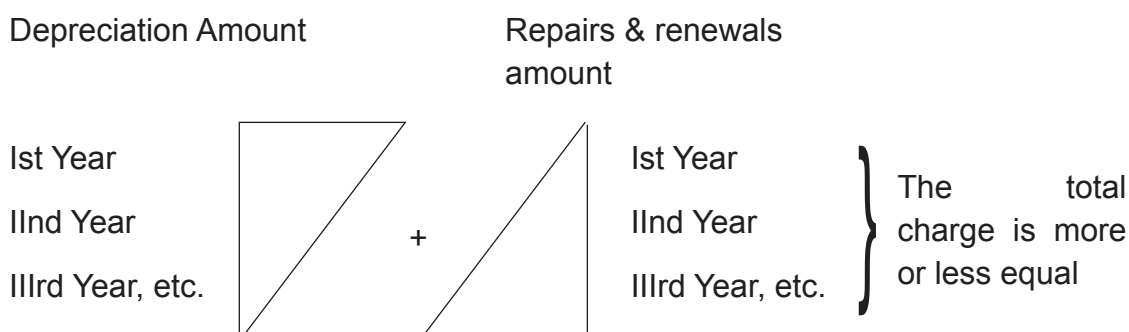 Depreciation Amount
Repairs & renewals
amount
Ist Year
IInd Year
IIIrd Year, etc.
+
Ist Year
IInd Year
IIIrd Year, etc.
The total
charge is more
or less equal